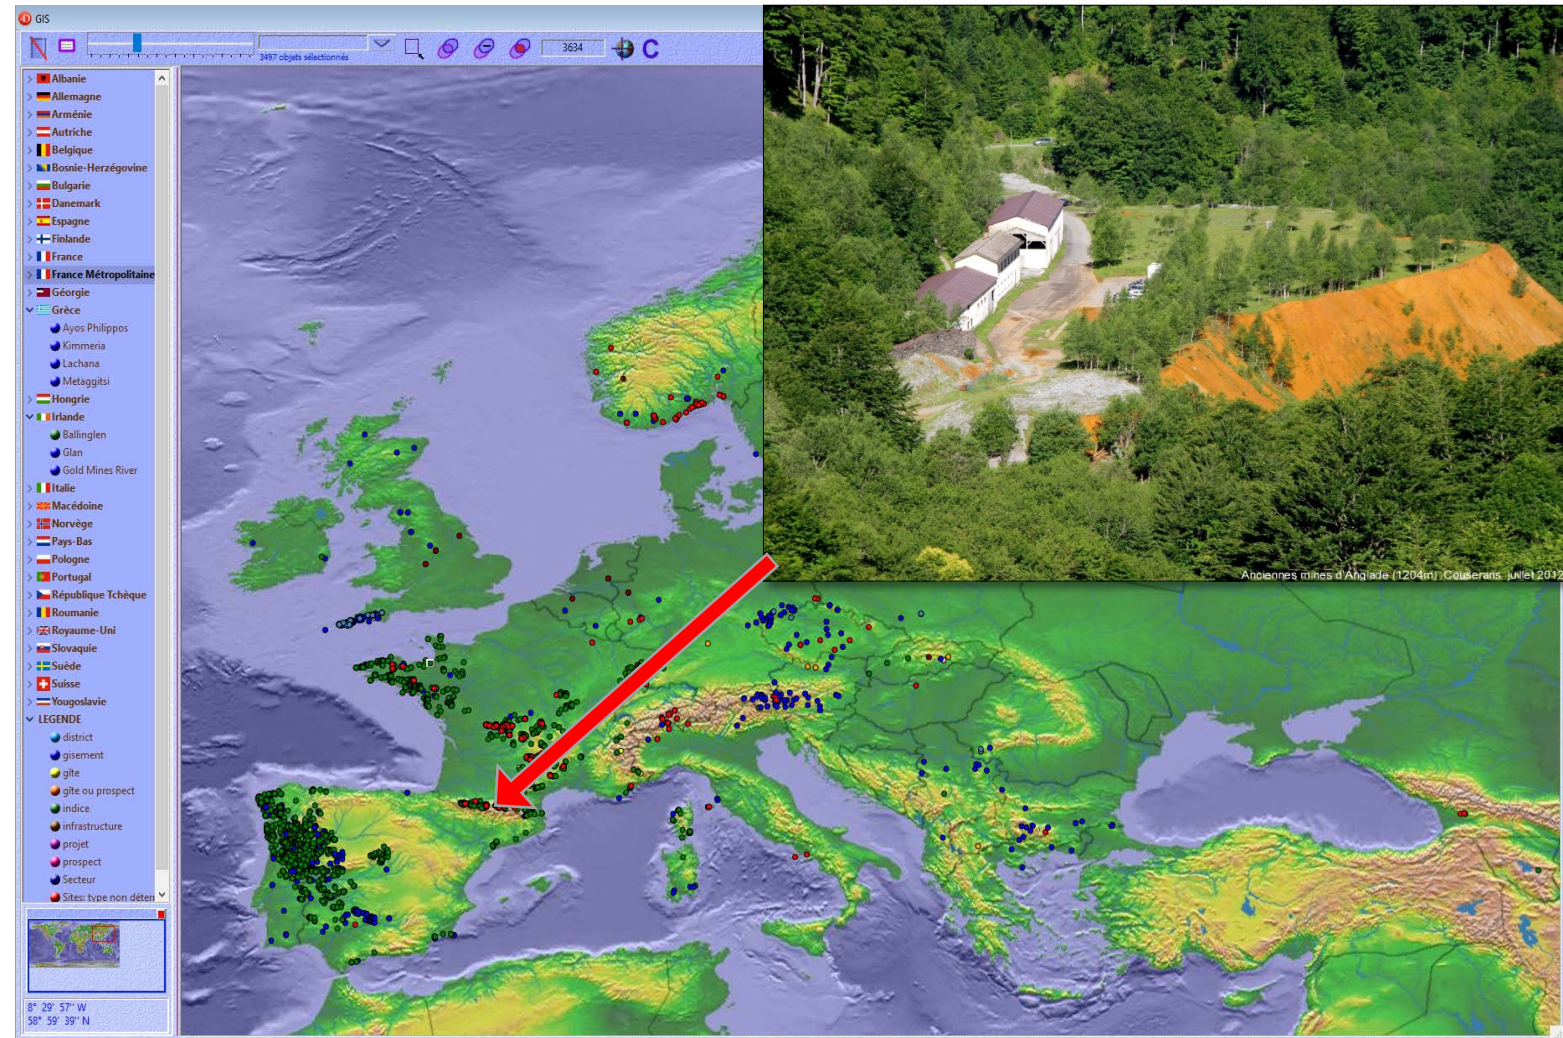 GIS
3497 objets sélectionnés
3634
C
Albanie
Allemagne
Arménie
Autriche
Belgique
Bosnie-Herzégovine
Bulgarie
Danemark
Espagne
Finlande
France
France Métropolitaine
Géorgie
Grèce
Ayos Philippos
Kimmeria
Lachana
Metaggitsi
Hongrie
Irlande
Ballinglen
Glan
Gold Mines River
Italie
Macédoine
Norvège
Pays-Bas
Pologne
Portugal
République Tchèque
Roumanie
Royaume-Uni
Slovaquie
Suède
Suisse
Yougoslavie
LEGENDE
district
gisement
gîte
gîte ou prospect
indice
infrastructure
projet
prospect
Secteur
Sites: type non déter
8° 29' 57'' W
58° 59' 39'' N
Anciennes mines d'Anglade (1204m) Couserans juillet 2012